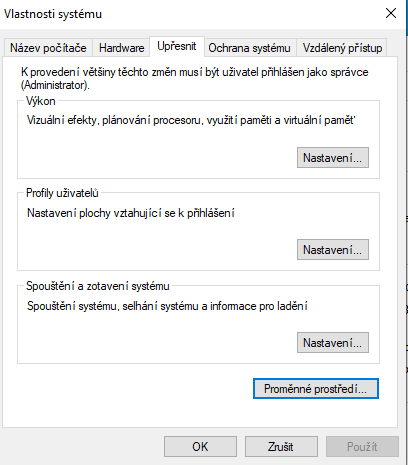 Vlastnosti systému
Název počítače Hardware Upřesnit Ochrana systému Vzdálený přístup
K provedení většiny těchto změn musí být uživatel přihlášen jako správce
(Administrator).
Výkon
Vizuální efekty, plánování procesoru, využití paměti a virtuální paměť
Nastavení...
Profily uživatelů
Nastavení plochy vztahující se k přihlášení
Nastavení...
Spouštění a zotavení systému
Spouštění systému, selhání systému a informace pro ladění
Nastavení...
Proměnné prostředí...
OK Zrušit Použít